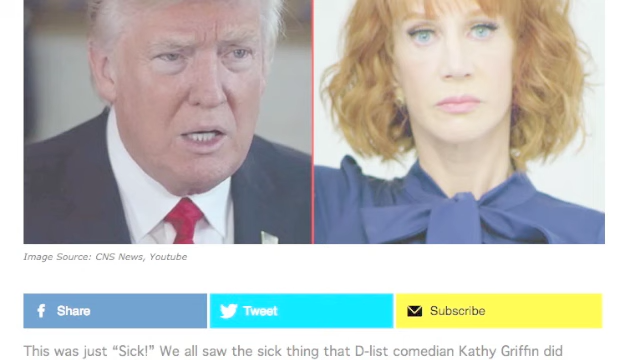 Image Source: CNS News, Youtube
Share
Tweet
Subscribe
This was just “Sick!” We all saw the sick thing that D-list comedian Kathy Griffin did